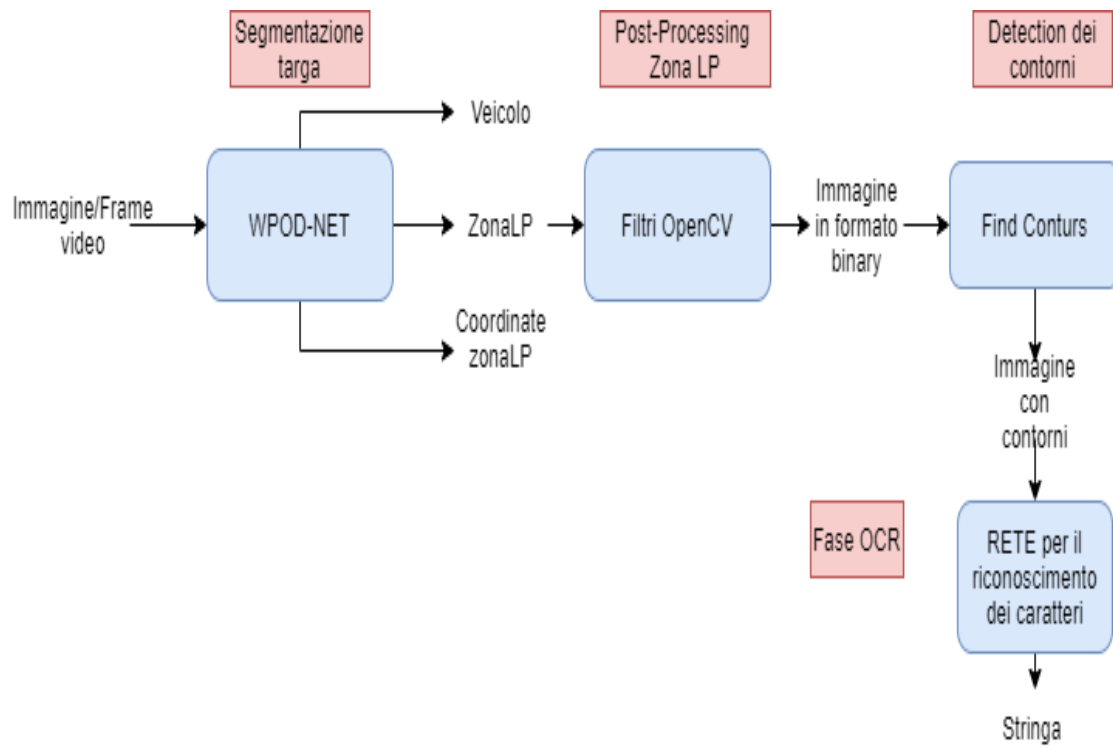 Segmentazione
targa
Post-Processing
Zona LP
Detection dei
contorni
Veicolo
Immagine/Frame
video
WPOD-NET
ZonaLP
Filtri OpenCV
Immagine
in formato
binary
Find Conturs
Coordinate
zonaLP
Immagine
con
contorni
Fase OCR
RETE per il
riconoscimento
dei caratteri
Stringa